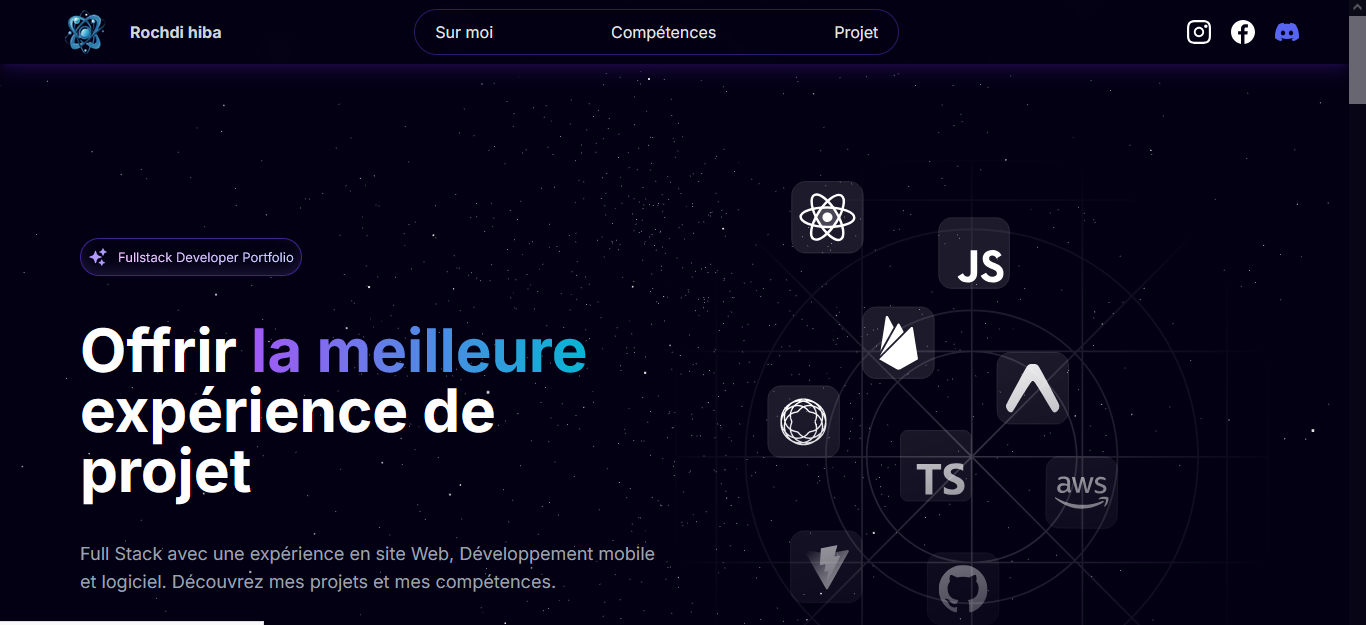 Rochdi hiba
Sur moi
Compétences
Projet
Fullstack Developer Portfolio
Offrir la meilleure
expérience de
projet
Full Stack avec une expérience en site Web, Développement mobile
et logiciel. Découvrez mes projets et mes compétences.
JS
TS
aws